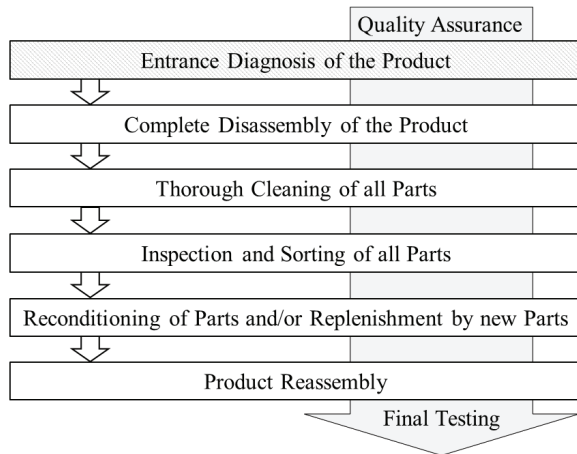 Quality Assurance
Entrance Diagnosis of the Product
Complete Disassembly of the Product
Thorough Cleaning of all Parts
Inspection and Sorting of all Parts
Reconditioning of Parts and/or Replenishment by new Parts
Product Reassembly
Final Testing